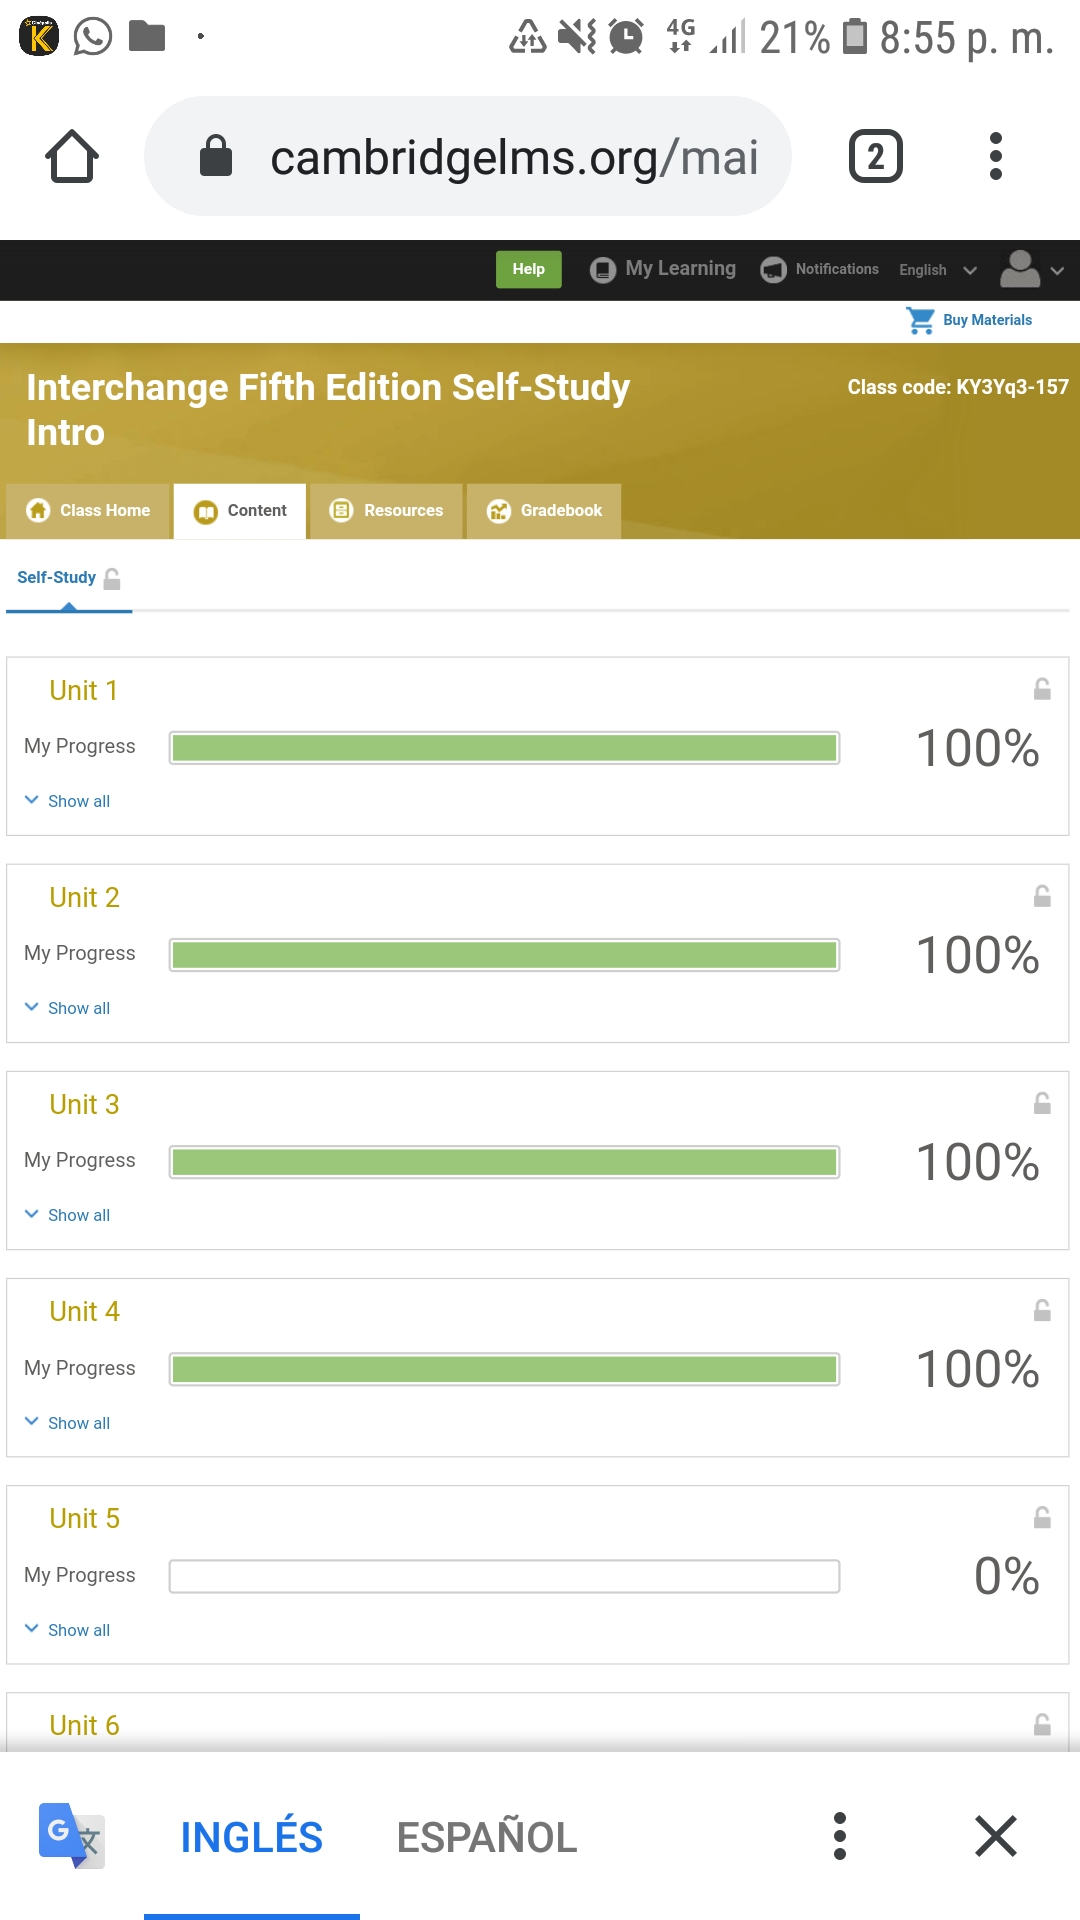 4G 21% 8:55 p. m.
cambridgelms.org/mai
2
Help My Learning Notifications English
Buy Materials
Interchange Fifth Edition Self-Study
Intro
Class code: KY3Yq3-157
Class Home Content Resources Gradebook
Self-Study
Unit 1
My Progress 100%
Show all
Unit 2
My Progress 100%
Show all
Unit 3
My Progress 100%
Show all
Unit 4
My Progress 100%
Show all
Unit 5
My Progress 0%
Show all
Unit 6
INGLÉS ESPAÑOL